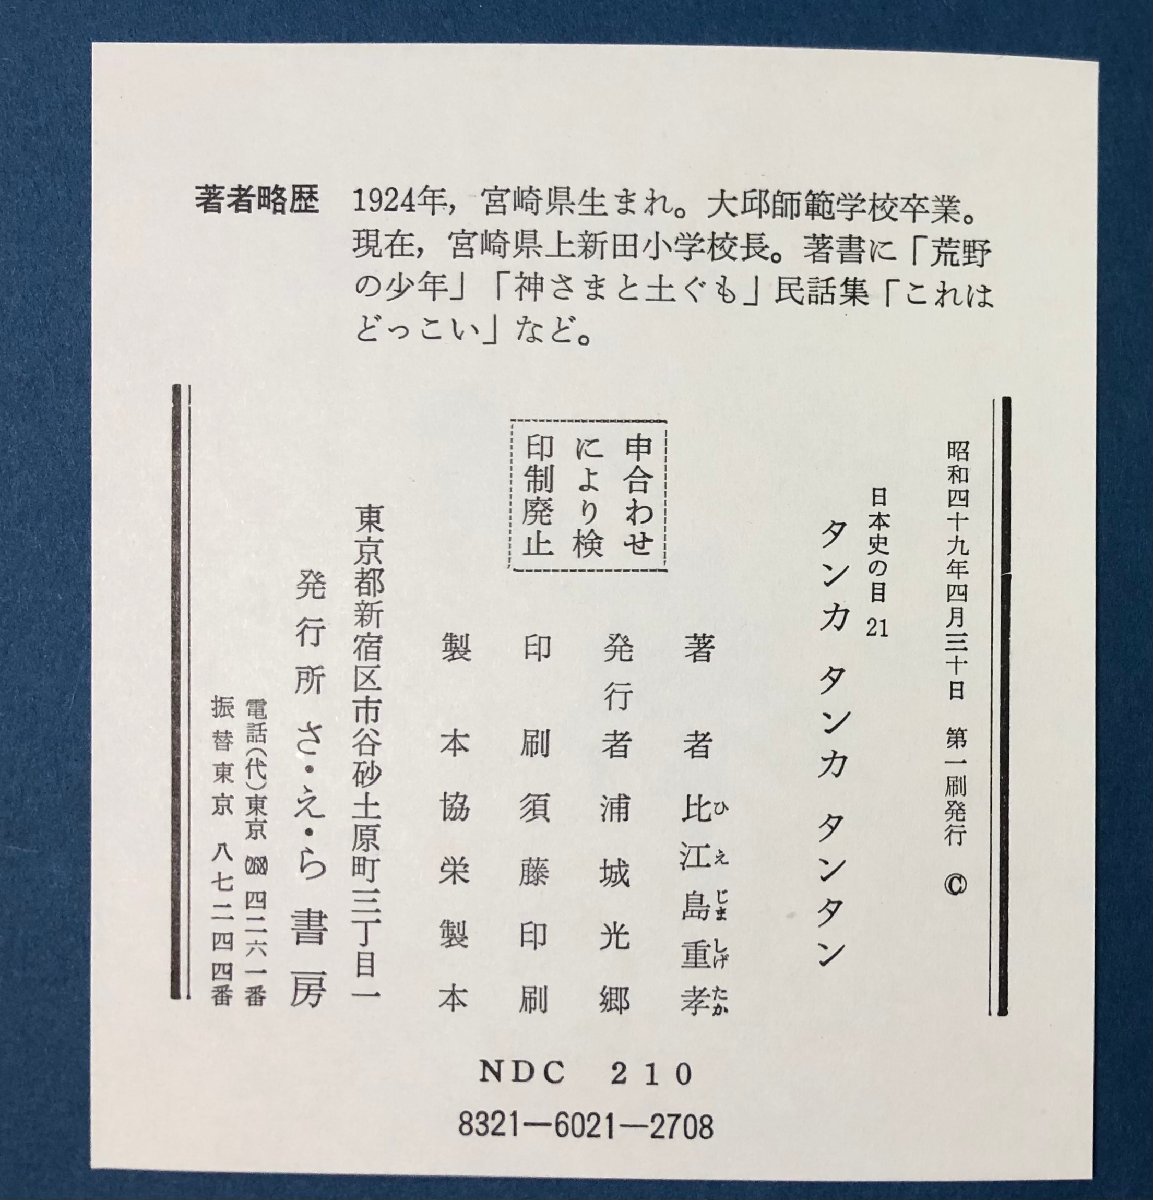 著者略歴 1924年，宮崎県生まれ。大邱師範学校卒業。
現在，宮崎県上新田小学校長。著書に「荒野
の少年」「神さまと土ぐも」民話集「これは
どっこい」など。
昭和四十九年四月三十日 第一刷発行 ©
日本史の目 21
タンカ タンカ タンタン
申合わせ
により検
印制廃止
著者 比江島重孝
ひえじましげたか
発行者 浦城光郷
印刷 須藤印刷
製本 協栄製本
東京都新宿区市谷砂土原町三丁目一
発行所 さ・え・ら書房
電話(代)東京(268)四二六一番
振替東京 八七二四四番
NDC 210
8321―6021―2708